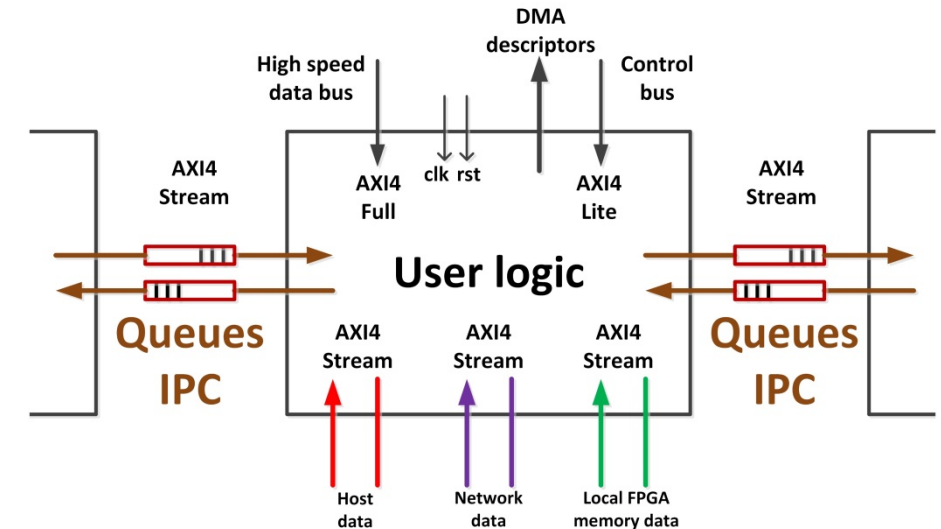 DMA
descriptors
High speed
data bus
Control
bus
clk rst
AXI4
Full
AXI4
Lite
AXI4
Stream
AXI4
Stream
User logic
Queues
IPC
Queues
IPC
AXI4
Stream
AXI4
Stream
AXI4
Stream
Host
data
Network
data
Local FPGA
memory data